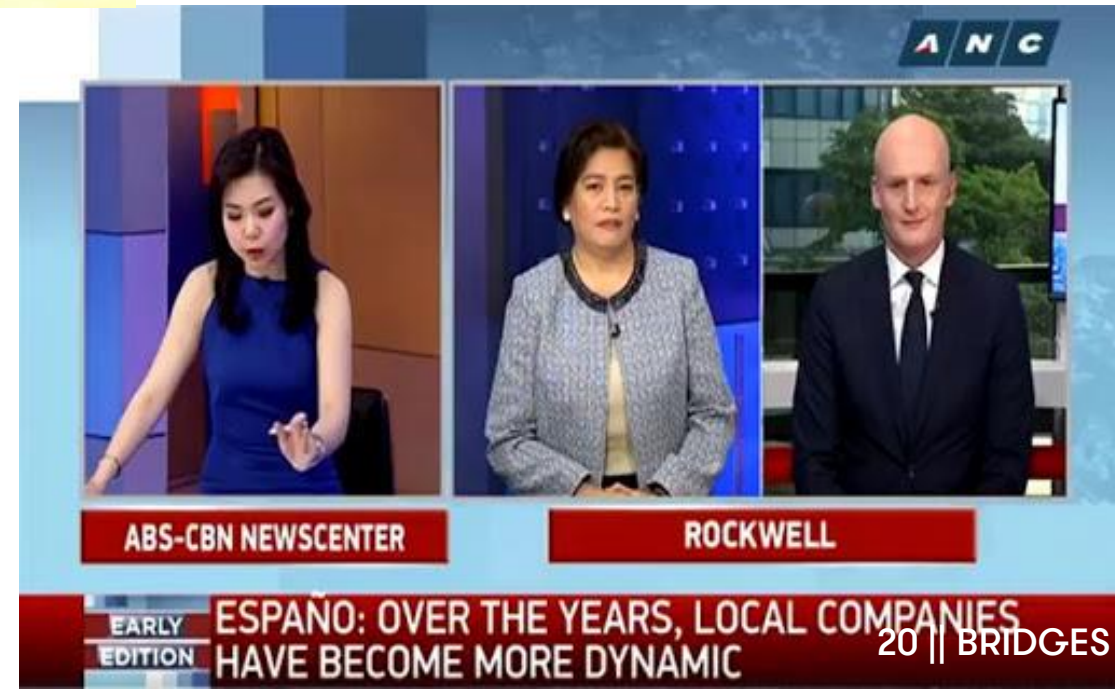 ANC
ABS-CBN NEWSCENTER
ROCKWELL
EARLY
EDITION
ESPAÑO: OVER THE YEARS, LOCAL COMPANIES
HAVE BECOME MORE DYNAMIC
20 || BRIDGES